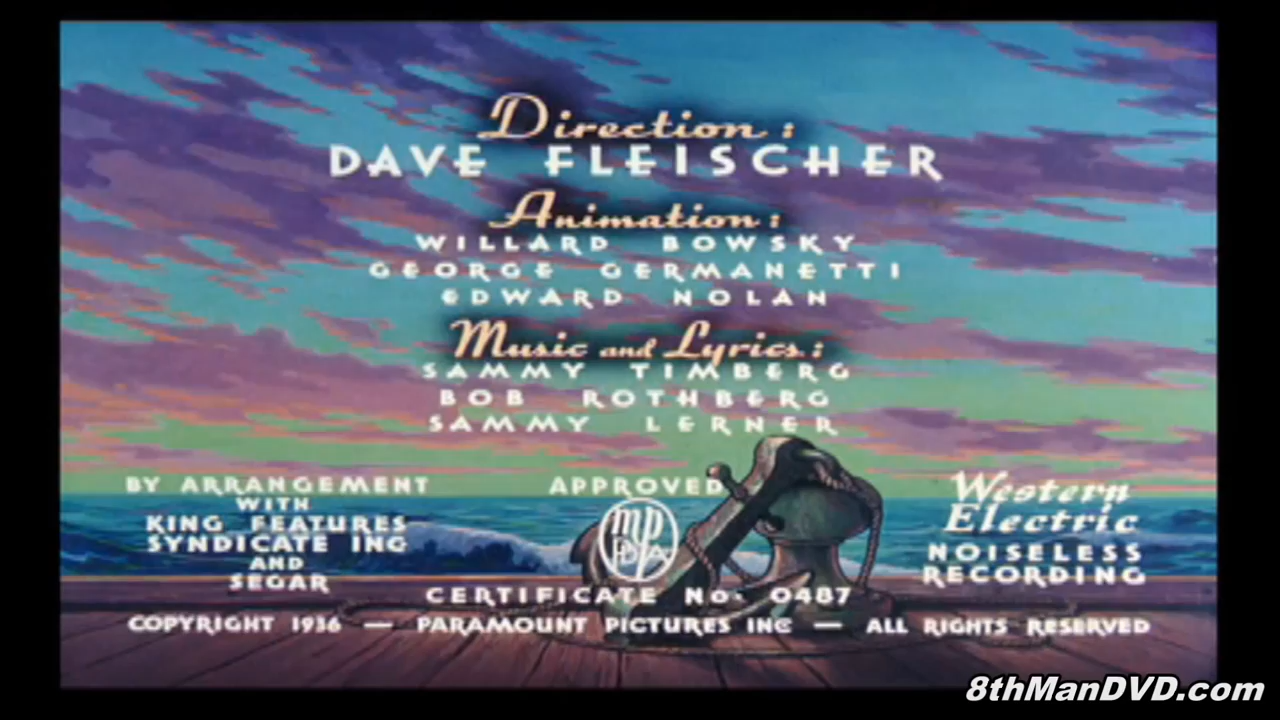 Direction:
DAVE FLEISCHER
Animation:
WILLARD BOWSKY
GEORGE GERMANETTI
EDWARD NOLAN
Music and Lyrics:
SAMMY TIMBERG
BOB ROTHBERG
SAMMY LERNER
BY ARRANGEMENT
WITH
KING FEATURES
SYNDICATE INC
AND
SEGAR
APPROVED
MPPDA
CERTIFICATE No. 0487
Western
Electric
NOISELESS
RECORDING
COPYRIGHT 1936 — PARAMOUNT PICTURES INC — ALL RIGHTS RESERVED
8thManDVD.com